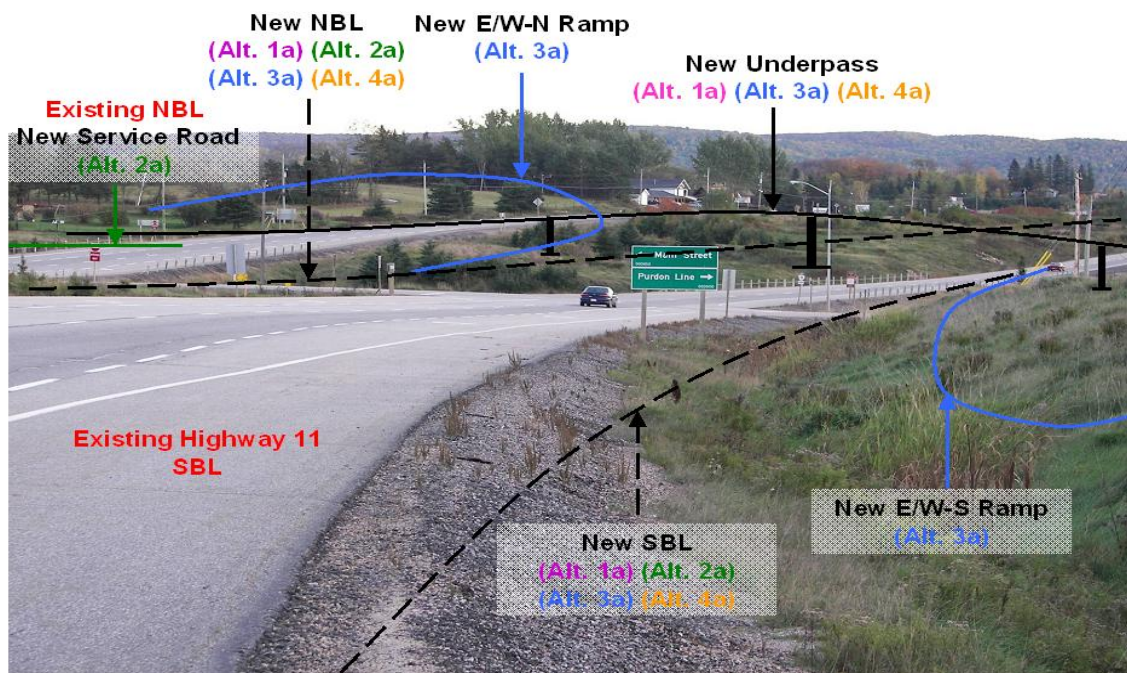 New NBL
(Alt. 1a) (Alt. 2a)
(Alt. 3a) (Alt. 4a)
New E/W-N Ramp
(Alt. 3a)
New Underpass
(Alt. 1a) (Alt. 3a) (Alt. 4a)
Existing NBL
New Service Road
(Alt. 2a)
Main Street
Purdon Line →
Existing Highway 11
SBL
New SBL
(Alt. 1a) (Alt. 2a)
(Alt. 3a) (Alt. 4a)
New E/W-S Ramp
(Alt. 3a)